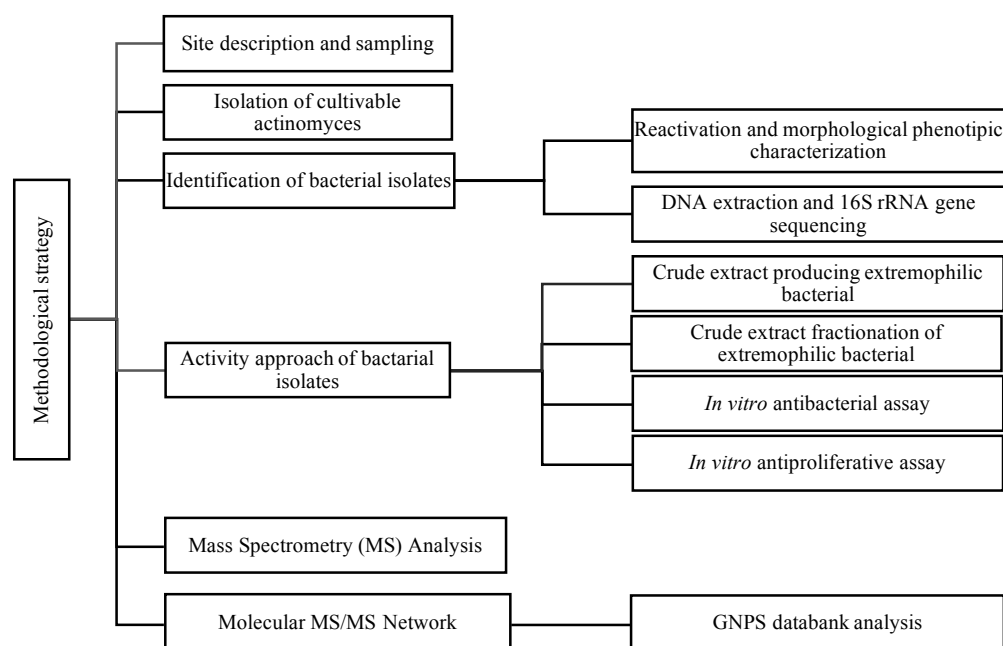 Methodological strategy
Site description and sampling
Isolation of cultivable
actinomyces
Identification of bacterial isolates
Reactivation and morphological phenotipic
characterization
DNA extraction and 16S rRNA gene
sequencing
Activity approach of bactarial
isolates
Crude extract producing extremophilic
bacterial
Crude extract fractionation of
extremophilic bacterial
In vitro antibacterial assay
In vitro antiproliferative assay
Mass Spectrometry (MS) Analysis
Molecular MS/MS Network
GNPS databank analysis